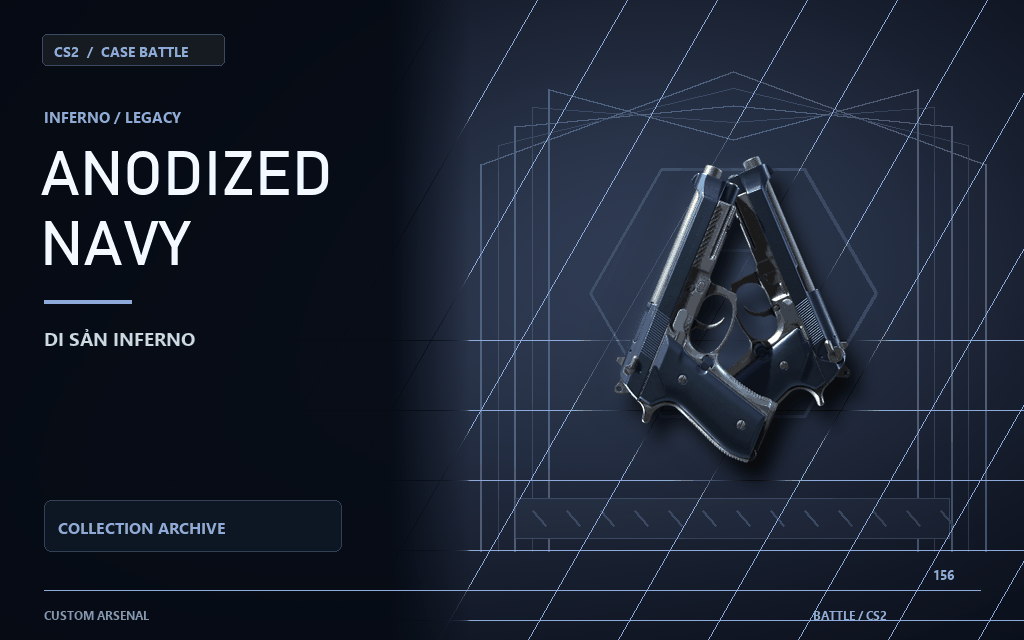 CS2 / CASE BATTLE
INFERNO / LEGACY
ANODIZED
NAVY
DI SẢN INFERNO
COLLECTION ARCHIVE
156
CUSTOM ARSENAL
BATTLE / CS2